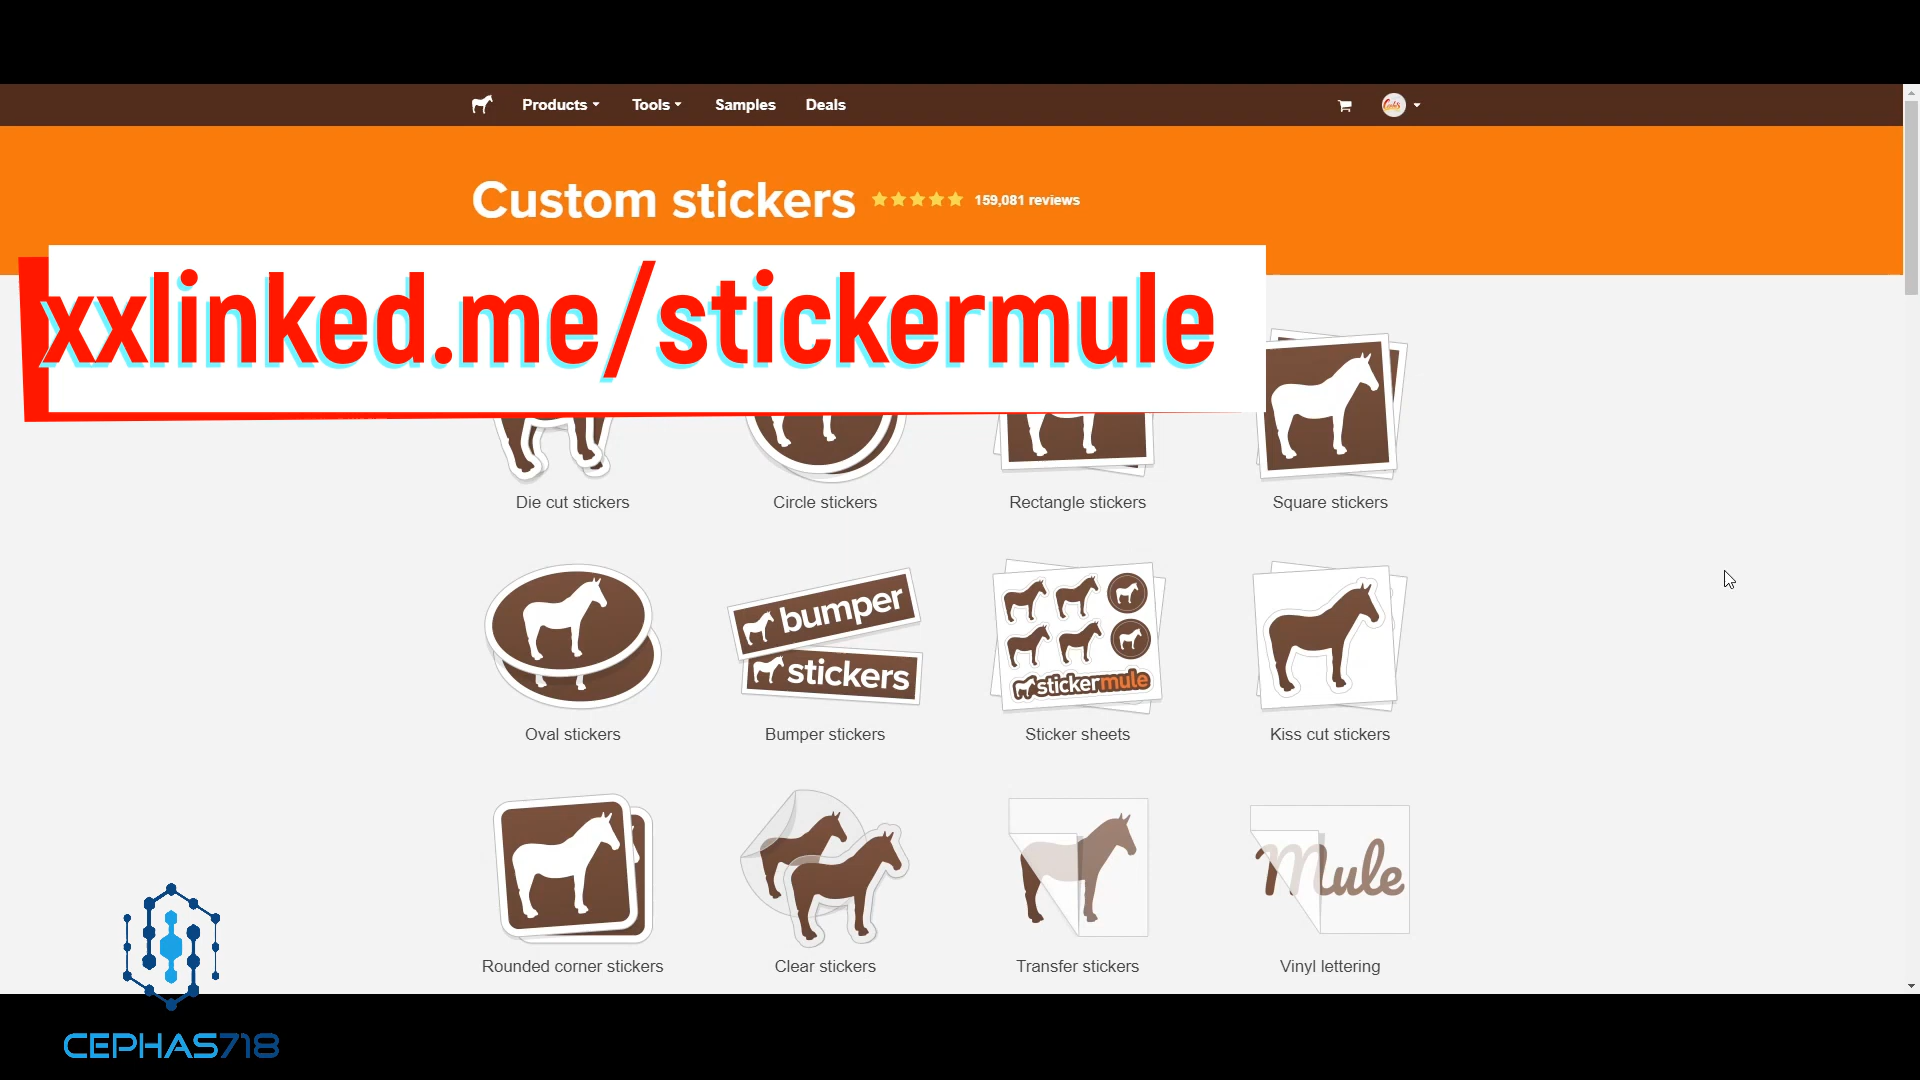 Products Tools Samples Deals
Custom stickers 159,081 reviews
xxlinked.me/stickermule
Die cut stickers Circle stickers Rectangle stickers Square stickers
bumper
stickers
stickermule
Oval stickers Bumper stickers Sticker sheets Kiss cut stickers
Mule
Rounded corner stickers Clear stickers Transfer stickers Vinyl lettering
CEPHAS718